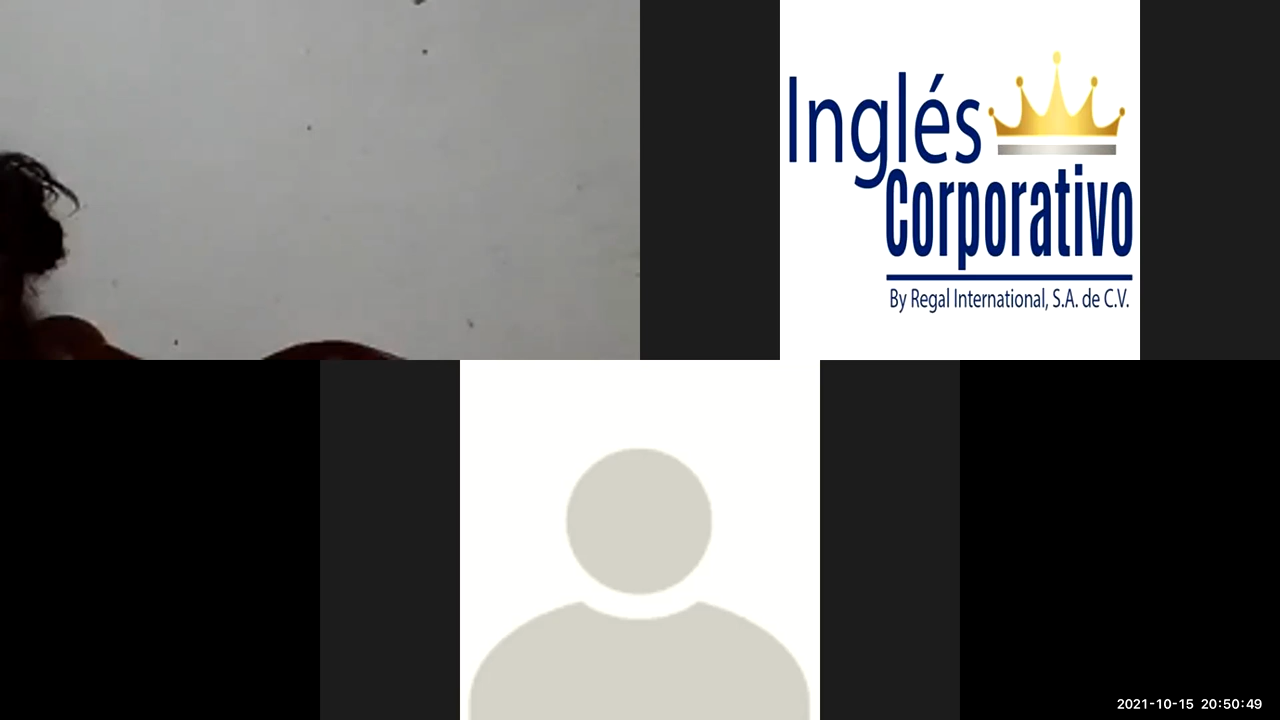 Inglés
Corporativo
By Regal International, S.A. de C.V.
2021-10-15 20:50:49